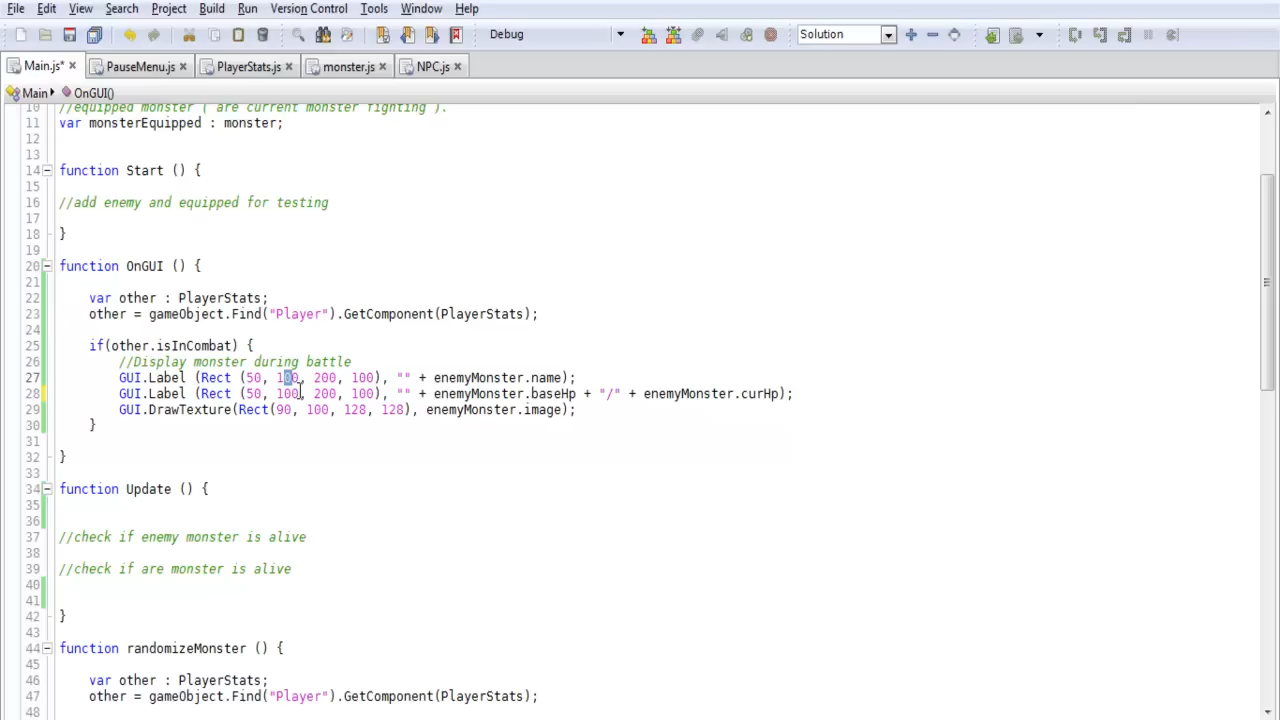 File Edit View Search Project Build Run Version Control Tools Window Help
Debug Solution
Main.js* PauseMenu.js PlayerStats.js monster.js NPC.js
Main OnGUI()
10 //equipped monster ( are current monster fighting ).
11 var monsterEquipped : monster;
12
13
14 function Start () {
15
16 //add enemy and equipped for testing
17
18 }
19
20 function OnGUI () {
21
22 var other : PlayerStats;
23 other = gameObject.Find("Player").GetComponent(PlayerStats);
24
25 if(other.isInCombat) {
26 //Display monster during battle
27 GUI.Label (Rect (50, 100, 200, 100), "" + enemyMonster.name);
28 GUI.Label (Rect (50, 100, 200, 100), "" + enemyMonster.baseHp + "/" + enemyMonster.curHp);
29 GUI.DrawTexture(Rect(90, 100, 128, 128), enemyMonster.image);
30 }
31
32 }
33
34 function Update () {
35
36
37 //check if enemy monster is alive
38
39 //check if are monster is alive
40
41
42 }
43
44 function randomizeMonster () {
45
46 var other : PlayerStats;
47 other = gameObject.Find("Player").GetComponent(PlayerStats);
48